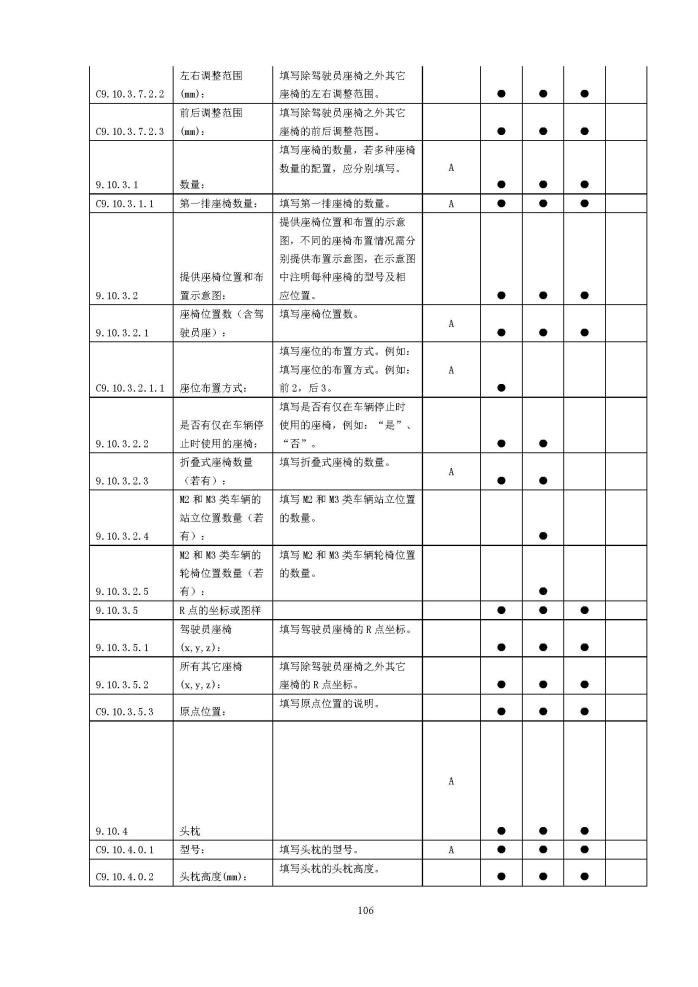 左右调整范围 填写除驾驶员座椅之外其它
C9.10.3.7.2.2 (mm)： 座椅的左右调整范围。 ● ● ●
前后调整范围 填写除驾驶员座椅之外其它
C9.10.3.7.2.3 (mm)： 座椅的前后调整范围。 ● ● ●
填写座椅的数量，若多种座椅
数量的配置，应分别填写。 A
9.10.3.1 数量： ● ● ●
C9.10.3.1.1 第一排座椅数量： 填写第一排座椅的数量。 A ● ● ●
提供座椅位置和布置的示意
图，不同的座椅布置情况需分
别提供布置示意图，在示意图
提供座椅位置和布 中注明每种座椅的型号及相
9.10.3.2 置示意图： 应位置。 ● ● ●
座椅位置数（含驾 填写座椅位置数。 A
9.10.3.2.1 驶员座）： ● ● ●
填写座位的布置方式。例如：
填写座位的布置方式。例如： A
C9.10.3.2.1.1 座位布置方式： 前2，后3。 ●
填写是否有仅在车辆停止时
是否有仅在车辆停 使用的座椅，例如：“是”、
9.10.3.2.2 止时使用的座椅： “否”。 ● ●
折叠式座椅数量 填写折叠式座椅的数量。 A
9.10.3.2.3 （若有）： ● ●
M2 和 M3 类车辆的 填写 M2 和 M3 类车辆站立位置
站立位置数量（若 的数量。
9.10.3.2.4 有）： ●
M2 和 M3 类车辆的 填写 M2 和 M3 类车辆轮椅位置
轮椅位置数量（若 的数量。
9.10.3.2.5 有）： ●
9.10.3.5 R 点的坐标或图样 ● ● ●
驾驶员座椅 填写驾驶员座椅的 R 点坐标。
9.10.3.5.1 (x,y,z)： ● ● ●
所有其它座椅 填写除驾驶员座椅之外其它
9.10.3.5.2 (x,y,z)： 座椅的 R 点坐标。 ● ● ●
填写原点位置的说明。
C9.10.3.5.3 原点位置： ● ● ●
A
9.10.4 头枕 ● ● ●
C9.10.4.0.1 型号： 填写头枕的型号。 A ● ● ●
填写头枕的头枕高度。
C9.10.4.0.2 头枕高度(mm)： ● ● ●
106